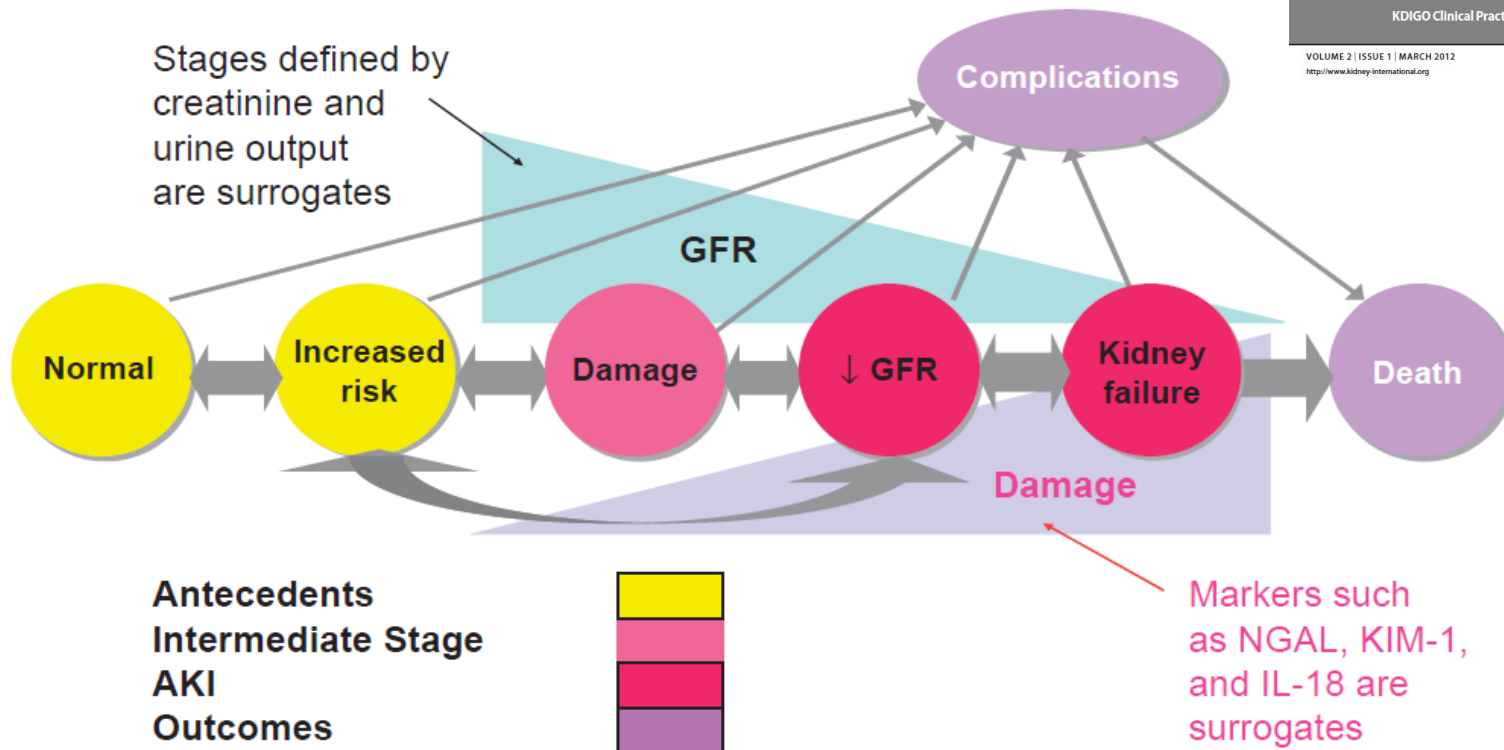 KDIGO Clinical Pract
VOLUME 2 | ISSUE 1 | MARCH 2012
http://www.kidney-international.org
Stages defined by
creatinine and
urine output
are surrogates
Complications
GFR
Normal
Increased
risk
Damage
↓ GFR
Kidney
failure
Death
Damage
Antecedents
Intermediate Stage
AKI
Outcomes
Markers such
as NGAL, KIM-1,
and IL-18 are
surrogates